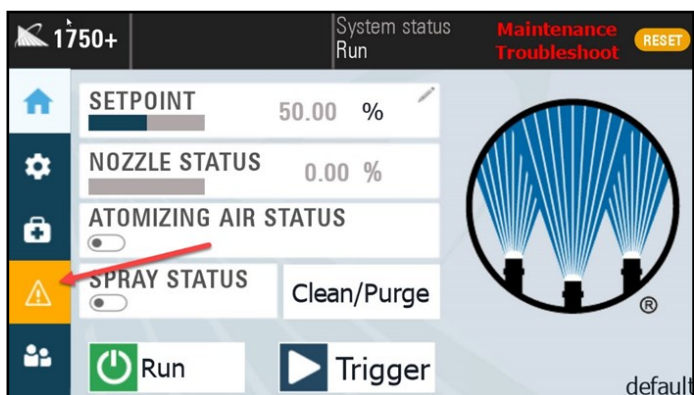 1750+
System status
Run
Maintenance
Troubleshoot
RESET
SETPOINT
50.00 %
NOZZLE STATUS
0.00 %
ATOMIZING AIR STATUS
SPRAY STATUS
Clean/Purge
Run
Trigger
®
default